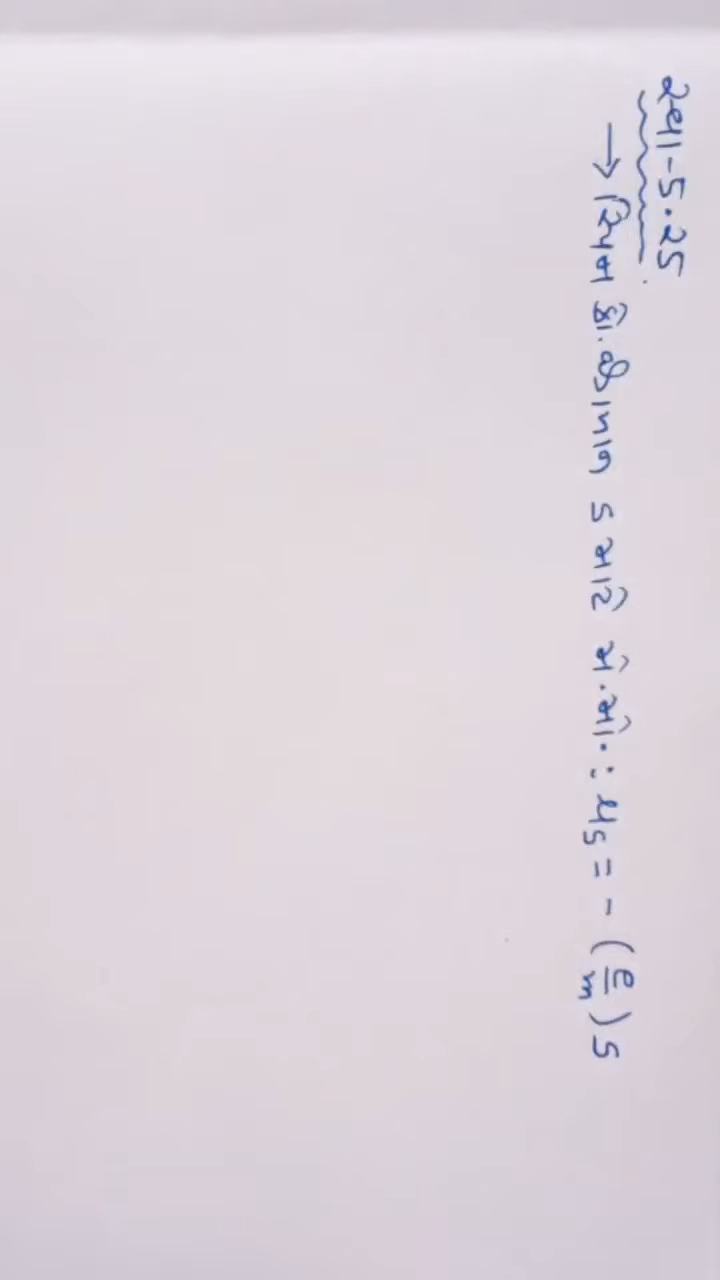 સ્વા-5.25
→ સ્પિન કો.વેગમાન S માટે મે.મો. : μs = - (e/m) S